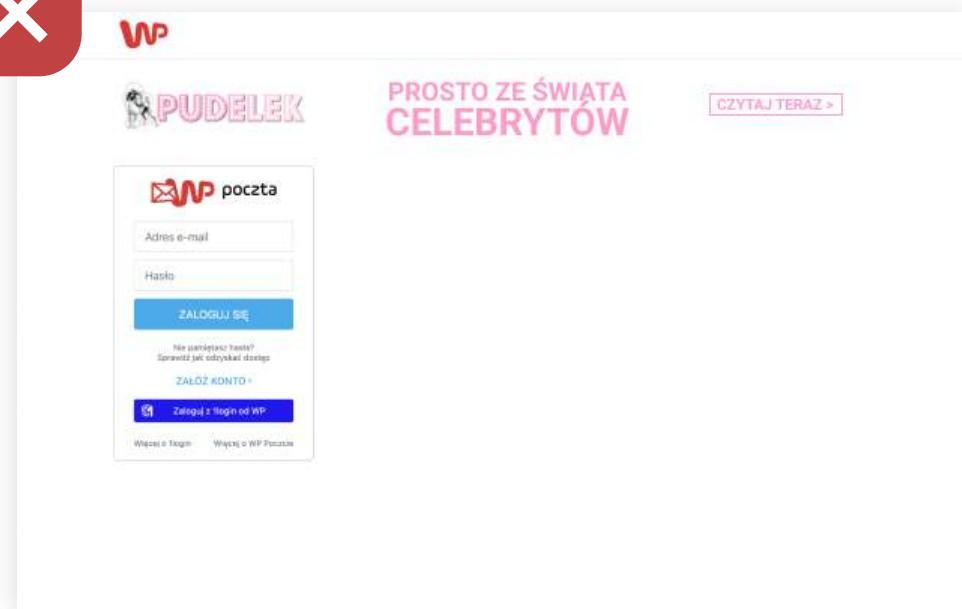 WP
PUDELEK
PROSTO ZE ŚWIATA
CELEBRYTÓW
CZYTAJ TERAZ >
WP poczta
Adres e-mail
Hasło
ZALOGUJ SIĘ
Nie pamiętasz hasła?
Sprawdź jak odzyskać dostęp
ZAŁÓŻ KONTO >
Zaloguj z 1login od WP
Więcej o 1login
Więcej o WP Poczcie